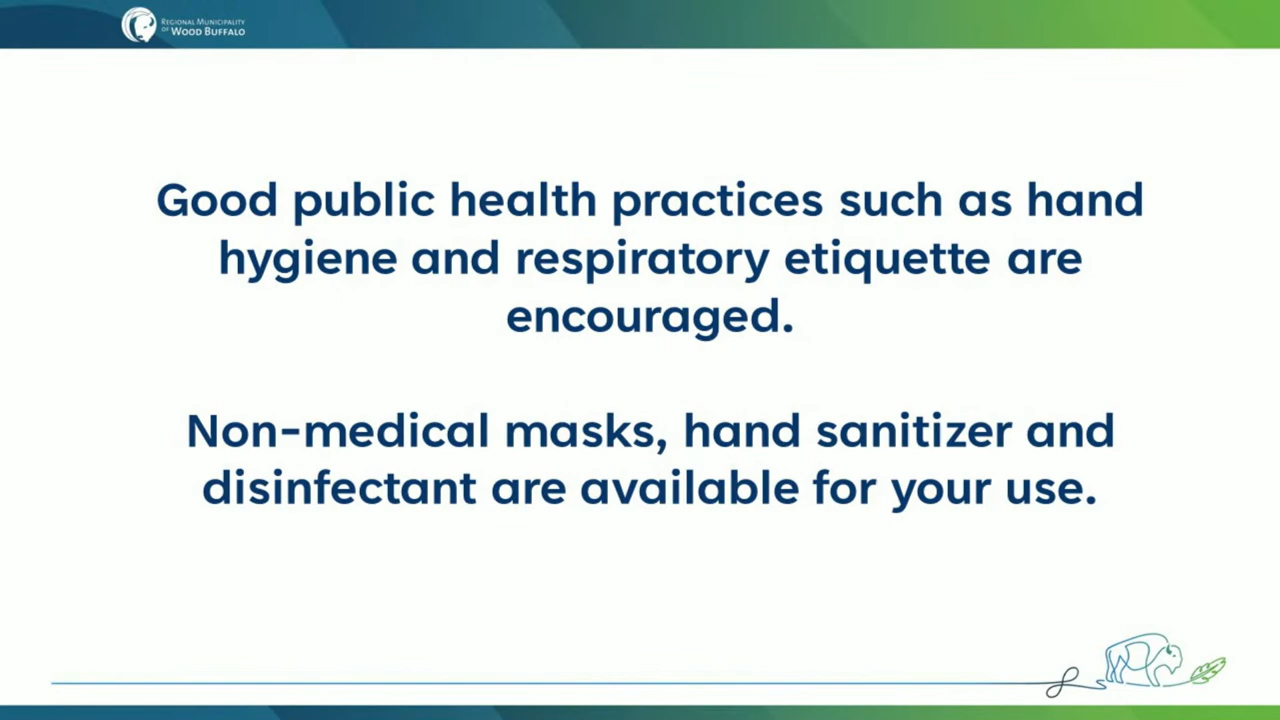 REGIONAL MUNICIPALITY
OF WOOD BUFFALO
Good public health practices such as hand
hygiene and respiratory etiquette are
encouraged.
Non-medical masks, hand sanitizer and
disinfectant are available for your use.